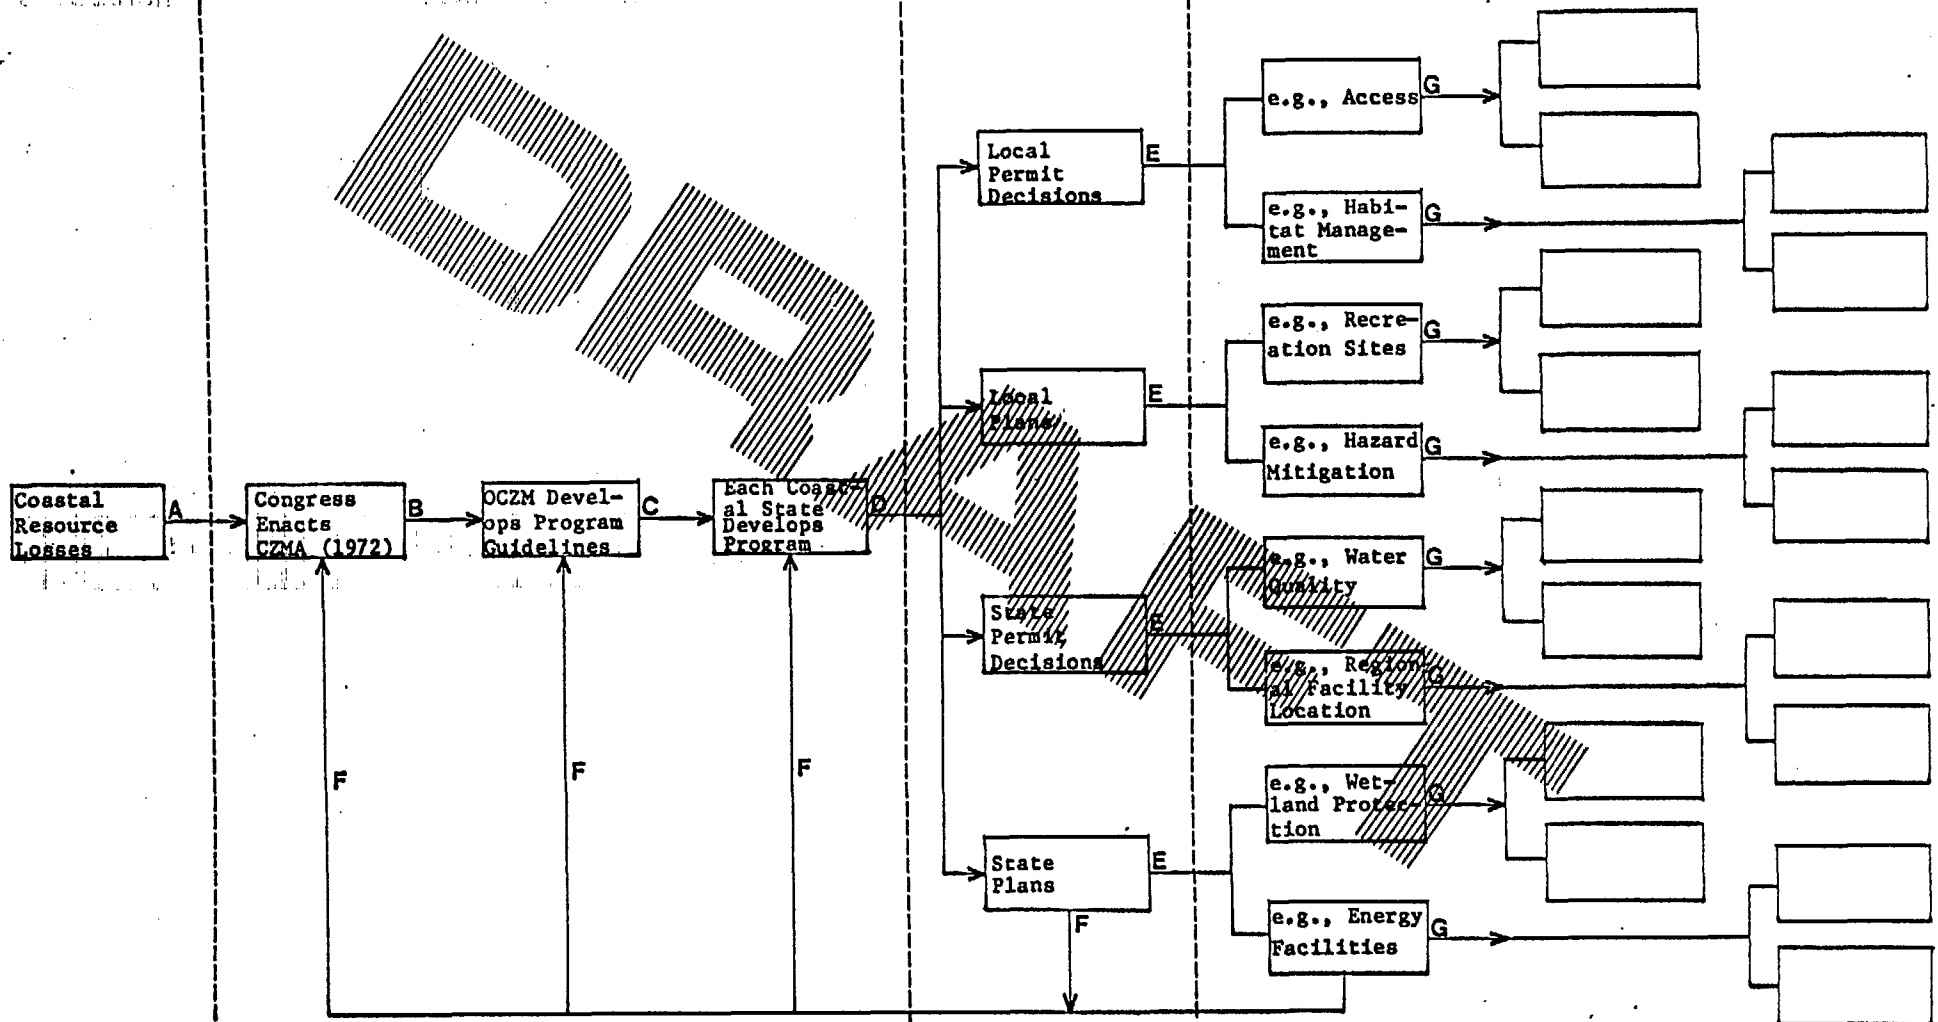 Coastal
Resource
Losses
A
Congress
Enacts
CZMA (1972)
B
OCZM Devel-
ops Program
Guidelines
C
Each Coast-
al State
Develops
Program
D
Local
Permit
Decisions
E
Local
Plans
E
State
Permit
Decisions
E
State
Plans
E
F
e.g., Access
G
e.g., Habi-
tat Manage-
ment
G
e.g., Recre-
ation Sites
G
e.g., Hazard
Mitigation
G
e.g., Water
Quality
G
e.g., Region-
al Facility
Location
G
e.g., Wet-
land Protec-
tion
G
e.g., Energy
Facilities
G
F
F
F
DRAFT